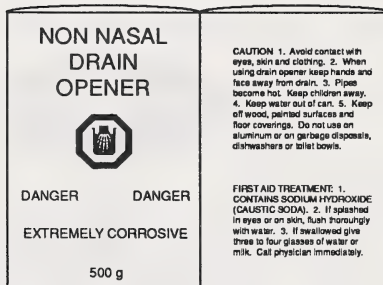 NON NASAL
DRAIN
OPENER
DANGER DANGER
EXTREMELY CORROSIVE
500 g
CAUTION 1. Avoid contact with
eyes, skin and clothing. 2. When
using drain opener keep hands and
face away from drain. 3. Pipes
become hot. Keep children away.
4. Keep water out of can. 5. Keep
off wood, painted surfaces and
floor coverings. Do not use on
aluminum or on garbage disposals,
dishwashers or toilet bowls.
FIRST AID TREATMENT: 1.
CONTAINS SODIUM HYDROXIDE
(CAUSTIC SODA). 2. If splashed
in eyes or on skin, flush thoroughly
with water. 3. If swallowed give
three to four glasses of water or
milk. Call physician immediately.